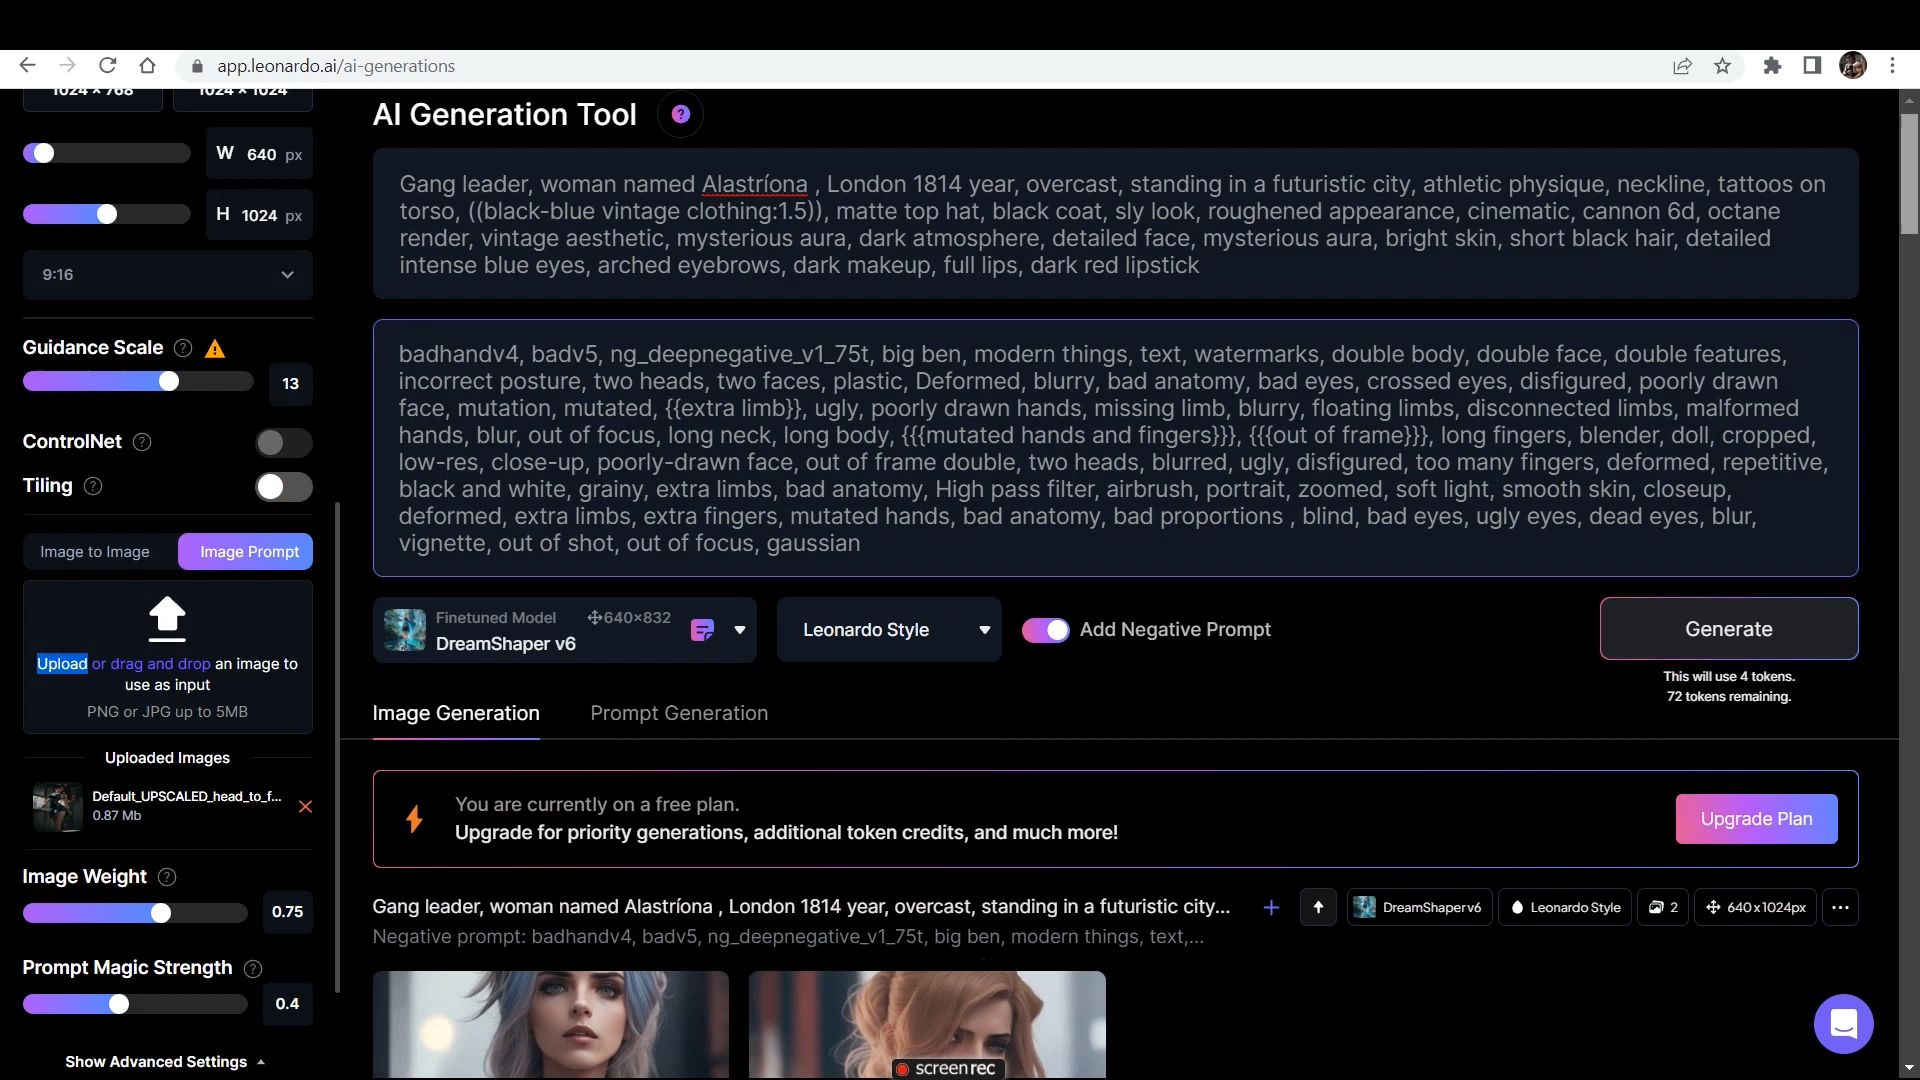 app.leonardo.ai/ai-generations
1024 × 768
1024 × 1024
W 640 px
H 1024 px
9:16
Guidance Scale ?
13
ControlNet ?
Tiling ?
Image to Image
Image Prompt
Upload or drag and drop an image to
use as input
PNG or JPG up to 5MB
Uploaded Images
Default_UPSCALED_head_to_f...
0.87 Mb
Image Weight ?
0.75
Prompt Magic Strength ?
0.4
Show Advanced Settings
AI Generation Tool ?
Gang leader, woman named Alastríona , London 1814 year, overcast, standing in a futuristic city, athletic physique, neckline, tattoos on
torso, ((black-blue vintage clothing:1.5)), matte top hat, black coat, sly look, roughened appearance, cinematic, cannon 6d, octane
render, vintage aesthetic, mysterious aura, dark atmosphere, detailed face, mysterious aura, bright skin, short black hair, detailed
intense blue eyes, arched eyebrows, dark makeup, full lips, dark red lipstick
badhandv4, badv5, ng_deepnegative_v1_75t, big ben, modern things, text, watermarks, double body, double face, double features,
incorrect posture, two heads, two faces, plastic, Deformed, blurry, bad anatomy, bad eyes, crossed eyes, disfigured, poorly drawn
face, mutation, mutated, {{extra limb}}, ugly, poorly drawn hands, missing limb, blurry, floating limbs, disconnected limbs, malformed
hands, blur, out of focus, long neck, long body, {{{mutated hands and fingers}}}, {{{out of frame}}}, long fingers, blender, doll, cropped,
low-res, close-up, poorly-drawn face, out of frame double, two heads, blurred, ugly, disfigured, too many fingers, deformed, repetitive,
black and white, grainy, extra limbs, bad anatomy, High pass filter, airbrush, portrait, zoomed, soft light, smooth skin, closeup,
deformed, extra limbs, extra fingers, mutated hands, bad anatomy, bad proportions , blind, bad eyes, ugly eyes, dead eyes, blur,
vignette, out of shot, out of focus, gaussian
Finetuned Model 640×832
DreamShaper v6
Leonardo Style
Add Negative Prompt
Generate
This will use 4 tokens.
72 tokens remaining.
Image Generation
Prompt Generation
You are currently on a free plan.
Upgrade for priority generations, additional token credits, and much more!
Upgrade Plan
Gang leader, woman named Alastríona , London 1814 year, overcast, standing in a futuristic city...
DreamShaper v6
Leonardo Style
2
640 x 1024px
Negative prompt: badhandv4, badv5, ng_deepnegative_v1_75t, big ben, modern things, text,...
screenrec